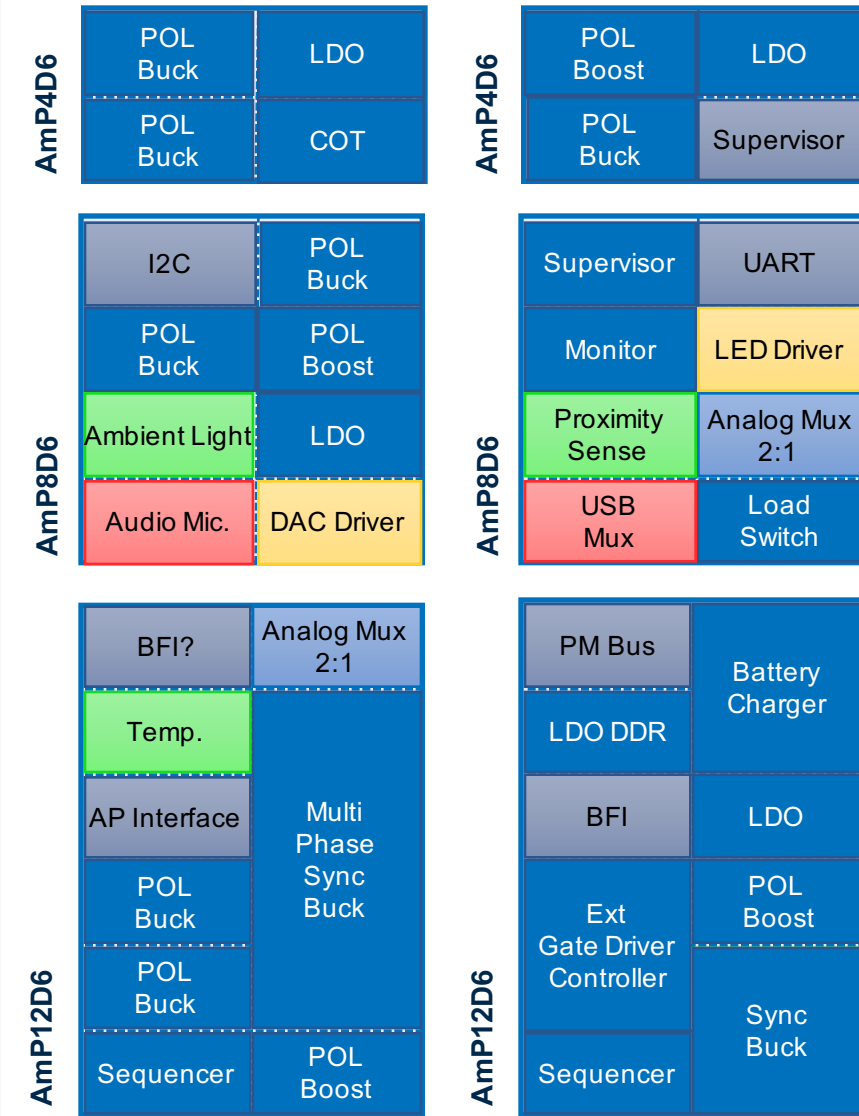 AmP4D6
POL
Buck
LDO
POL
Buck
COT
AmP4D6
POL
Boost
LDO
POL
Buck
Supervisor
AmP8D6
I2C
POL
Buck
POL
Buck
POL
Boost
Ambient Light
LDO
Audio Mic.
DAC Driver
AmP8D6
Supervisor
UART
Monitor
LED Driver
Proximity
Sense
Analog Mux
2:1
USB
Mux
Load
Switch
AmP12D6
BFI?
Analog Mux
2:1
Temp.
AP Interface
Multi
Phase
Sync
Buck
POL
Buck
POL
Buck
Sequencer
POL
Boost
AmP12D6
PM Bus
Battery
Charger
LDO DDR
BFI
LDO
Ext
Gate Driver
Controller
POL
Boost
Sync
Buck
Sequencer